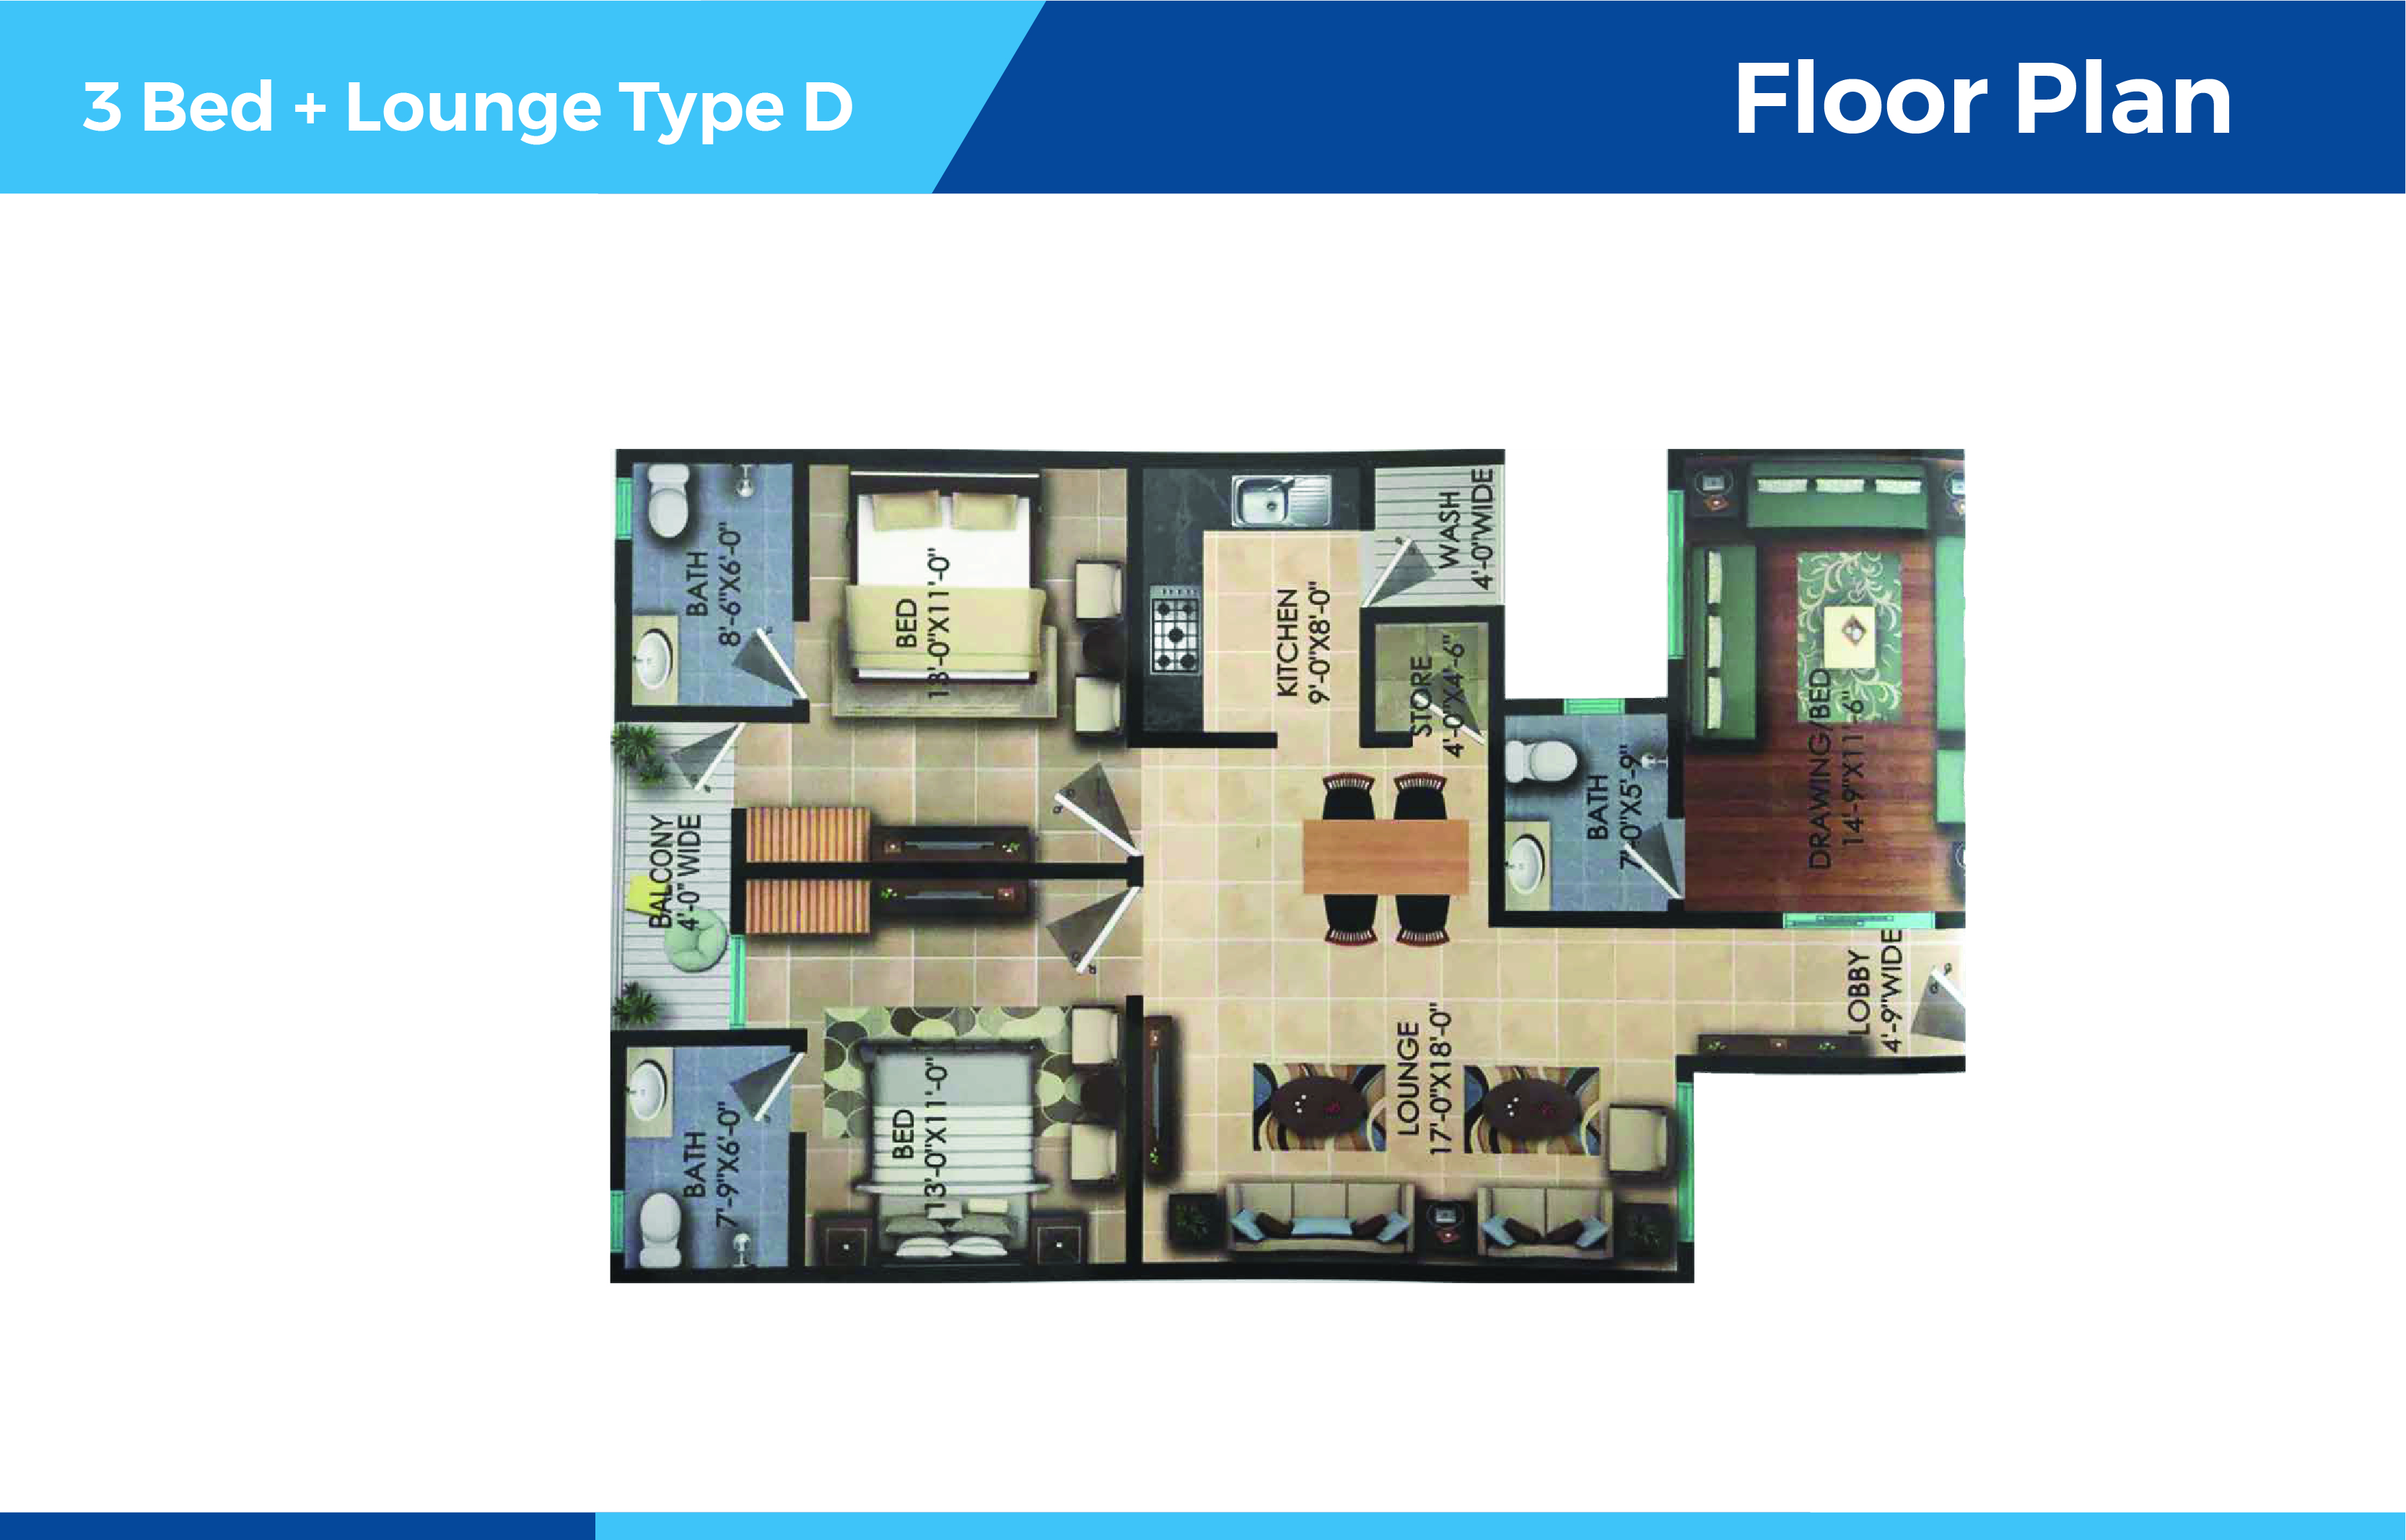 3 Bed + Lounge Type D
Floor Plan
BATH
8'-6"X6'-0"
BED
13'-0"X11'-0"
KITCHEN
9'-0"X8'-0"
WASH
4'-0"WIDE
STORE
4'-0"X4'-6"
BATH
7'-0"X5'-9"
DRAWING/BED
14'-9"X11'-6"
BALCONY
4'-0" WIDE
LOBBY
4'-9"WIDE
LOUNGE
17'-0"X18'-0"
BED
13'-0"X11'-0"
BATH
7'-9"X6'-0"